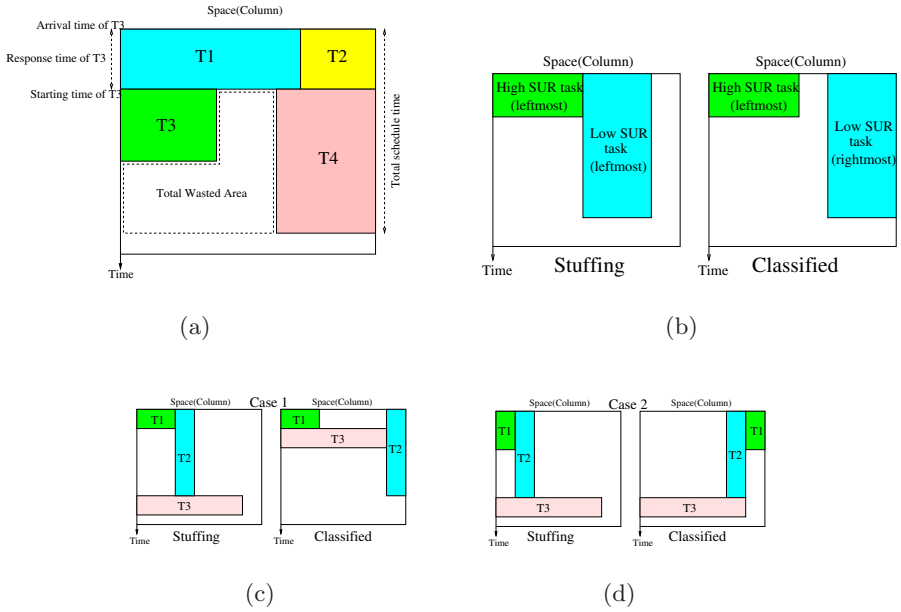 Space(Column)
Arrival time of T3
Response time of T3
Starting time of T3
T1
T2
T3
T4
Total Wasted Area
Total schedule time
Time
(a)
Space(Column)
Space(Column)
High SUR task
(leftmost)
Low SUR
task
(leftmost)
High SUR task
(leftmost)
Low SUR
task
(rightmost)
Time
Stuffing
Time
Classified
(b)
Case 1
Space(Column)
Space(Column)
T1
T2
T3
T1
T3
T2
Time
Stuffing
Classified
(c)
Case 2
Space(Column)
Space(Column)
T1
T2
T3
T1
T2
T3
Time
Stuffing
Classified
(d)